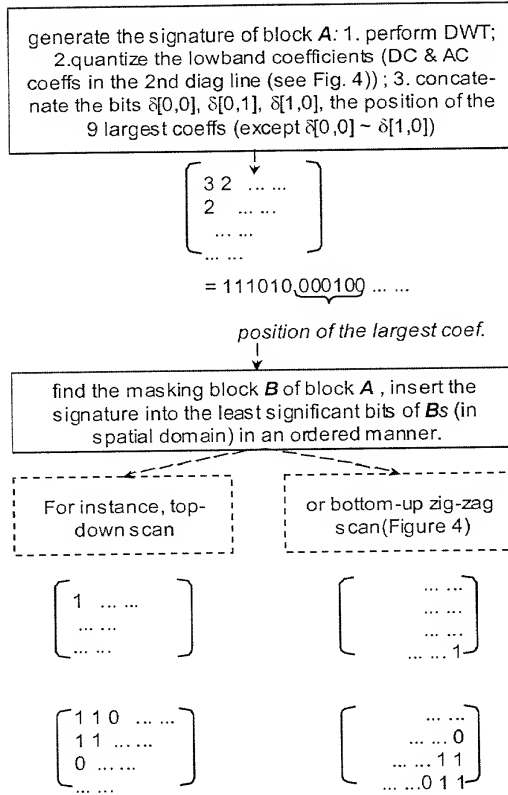 generate the signature of block A: 1. perform DWT;
2.quantize the lowband coefficients (DC & AC
coeffs in the 2nd diag line (see Fig. 4)) ; 3. concate-
nate the bits δ[0,0], δ[0,1], δ[1,0], the position of the
9 largest coeffs (except δ[0,0] ~ δ[1,0])
3 2 ... ...
2 ... ...
... ...
... ...
= 111010,000100 ... ...
position of the largest coef.
find the masking block B of block A , insert the
signature into the least significant bits of Bs (in
spatial domain) in an ordered manner.
For instance, top-
down scan
or bottom-up zig-zag
scan(Figure 4)
1 ... ...
... ...
... ...
... ...
... ...
... ...
... ... 1
1 1 0 ... ...
1 1 ... ...
0 ... ...
... ...
... ...
... ... 0
... ... 1 1
... ...0 1 1